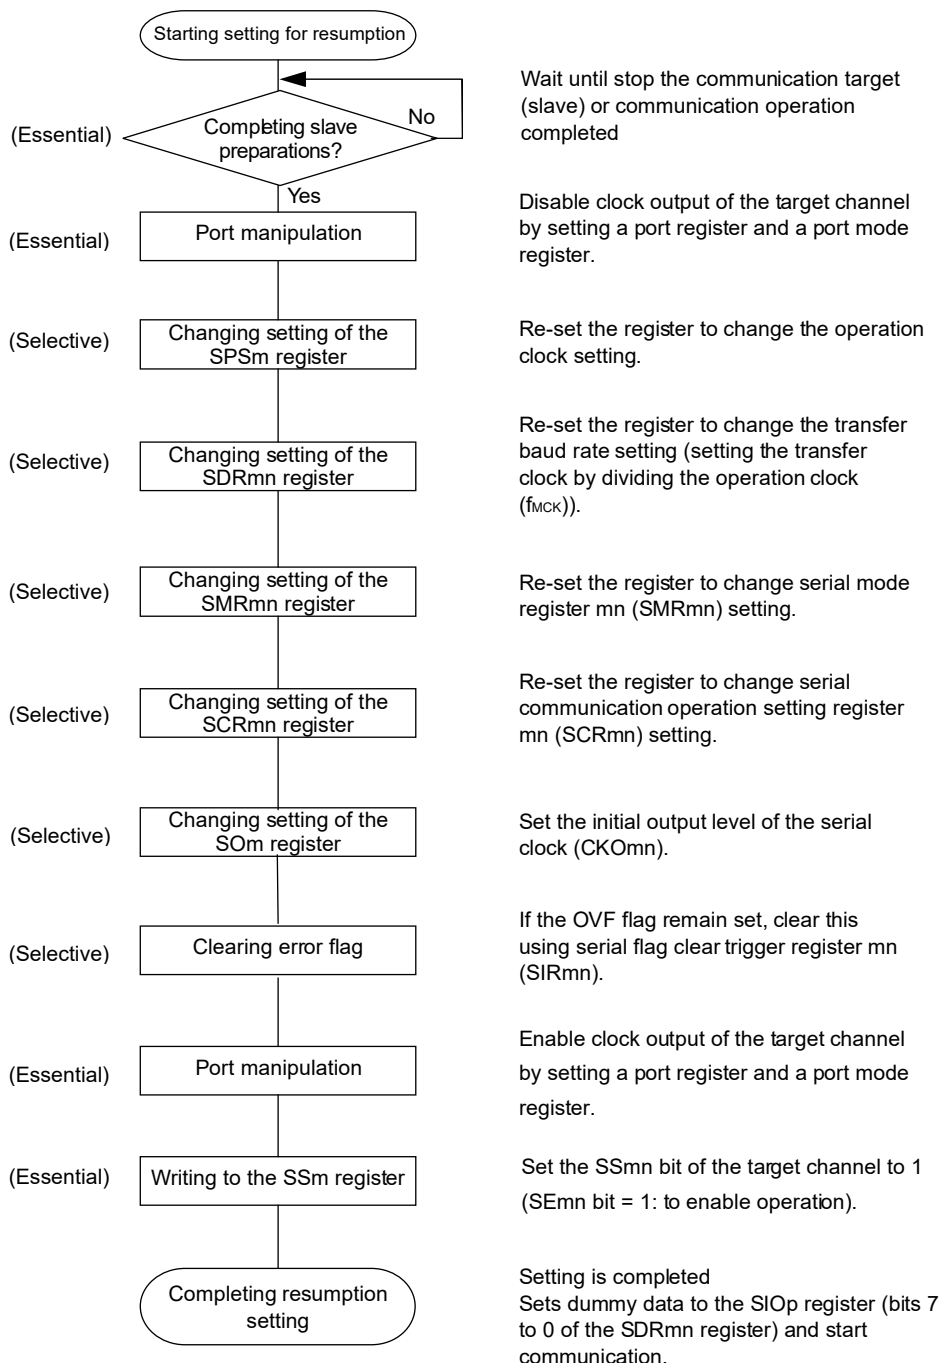 Starting setting for resumption
Wait until stop the communication target
(slave) or communication operation
completed
(Essential)
Completing slave
preparations?
No
Yes
Disable clock output of the target channel
by setting a port register and a port mode
register.
(Essential)
Port manipulation
(Selective)
Changing setting of the
SPSm register
Re-set the register to change the operation
clock setting.
(Selective)
Changing setting of the
SDRmn register
Re-set the register to change the transfer
baud rate setting (setting the transfer
clock by dividing the operation clock
(fMCK)).
(Selective)
Changing setting of the
SMRmn register
Re-set the register to change serial mode
register mn (SMRmn) setting.
(Selective)
Changing setting of the
SCRmn register
Re-set the register to change serial
communication operation setting register
mn (SCRmn) setting.
(Selective)
Changing setting of the
SOm register
Set the initial output level of the serial
clock (CKOmn).
(Selective)
Clearing error flag
If the OVF flag remain set, clear this
using serial flag clear trigger register mn
(SIRmn).
(Essential)
Port manipulation
Enable clock output of the target channel
by setting a port register and a port mode
register.
(Essential)
Writing to the SSm register
Set the SSmn bit of the target channel to 1
(SEmn bit = 1: to enable operation).
Completing resumption
setting
Setting is completed
Sets dummy data to the SIOp register (bits 7
to 0 of the SDRmn register) and start
communication.